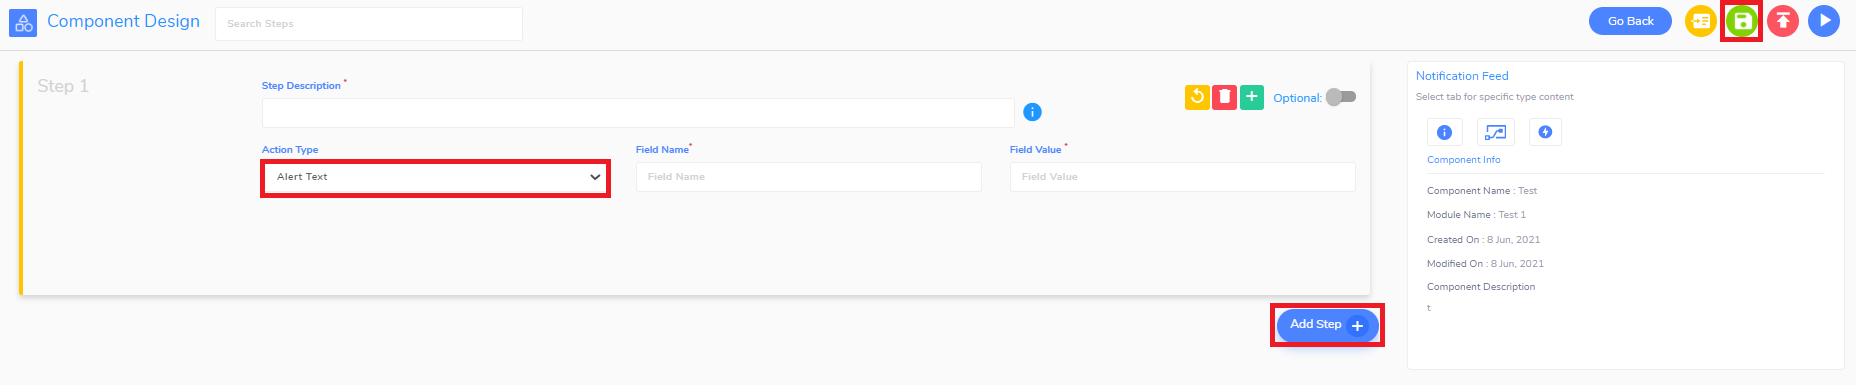 Component Design
Search Steps
Go Back
Step 1
Step Description *
Optional:
Action Type
Field Name*
Field Value *
Alert Text
Field Name
Field Value
Add Step
Notification Feed
Select tab for specific type content
Component Info
Component Name : Test
Module Name : Test 1
Created On : 8 Jun, 2021
Modified On : 8 Jun, 2021
Component Description
t